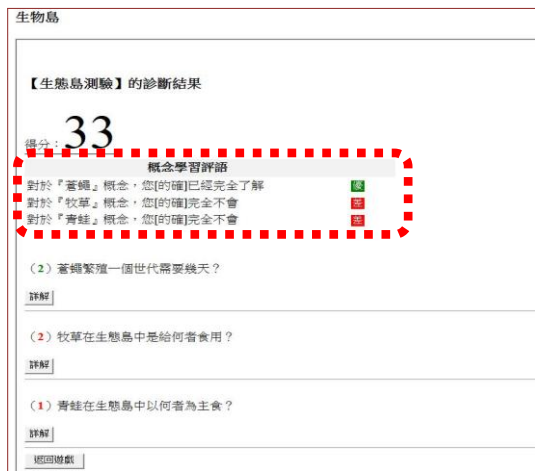 生物島
【生態島測驗】的診斷結果
得分：33
概念學習評語
對於『蒼蠅』概念，您[的確]已經完全了解 優
對於『牧草』概念，您[的確]完全不會 差
對於『青蛙』概念，您[的確]完全不會 差
（2）蒼蠅繁殖一個世代需要幾天？
詳解
（2）牧草在生態島中是給何者食用？
詳解
（1）青蛙在生態島中以何者為主食？
詳解
返回遊戲